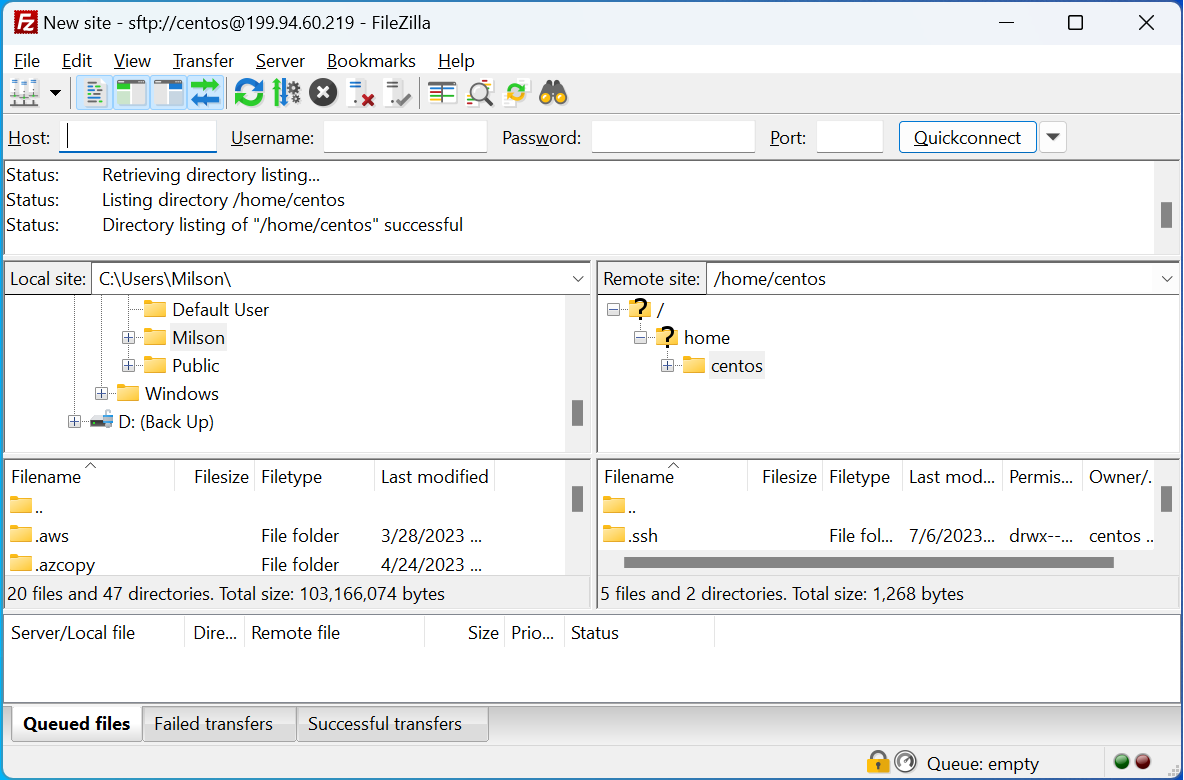 New site - sftp://centos@199.94.60.219 - FileZilla
File Edit View Transfer Server Bookmarks Help
Host: Username: Password: Port: Quickconnect
Status: Retrieving directory listing...
Status: Listing directory /home/centos
Status: Directory listing of "/home/centos" successful
Local site: C:\Users\Milson\
Default User
Milson
Public
Windows
D: (Back Up)
Remote site: /home/centos
/
home
centos
Filename Filesize Filetype Last modified
..
.aws File folder 3/28/2023 ...
.azcopy File folder 4/24/2023 ...
20 files and 47 directories. Total size: 103,166,074 bytes
Filename Filesize Filetype Last mod... Permis... Owner/.
..
.ssh File fol... 7/6/2023... drwx--... centos ..
5 files and 2 directories. Total size: 1,268 bytes
Server/Local file Dire... Remote file Size Prio... Status
Queued files Failed transfers Successful transfers
Queue: empty